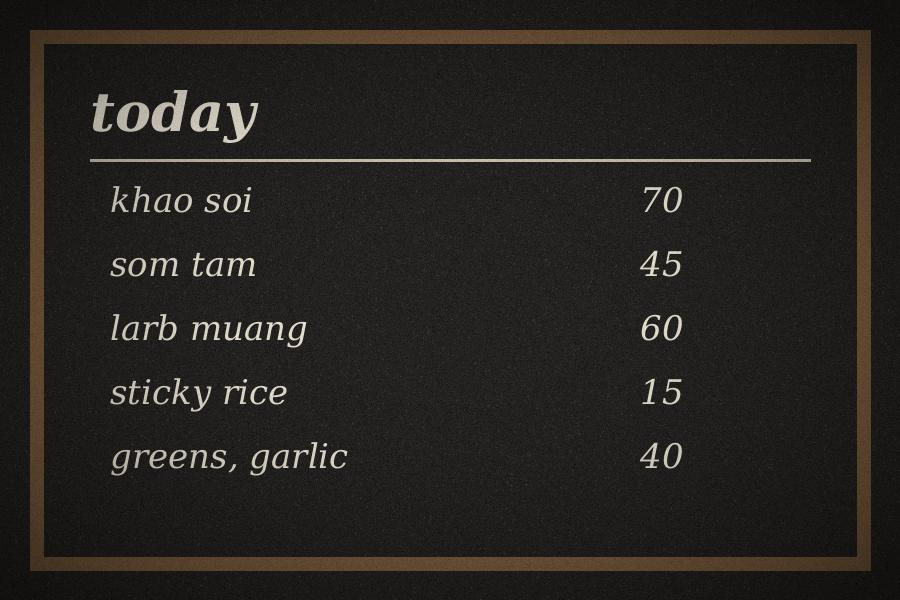 today
khao soi 70
som tam 45
larb muang 60
sticky rice 15
greens, garlic 40